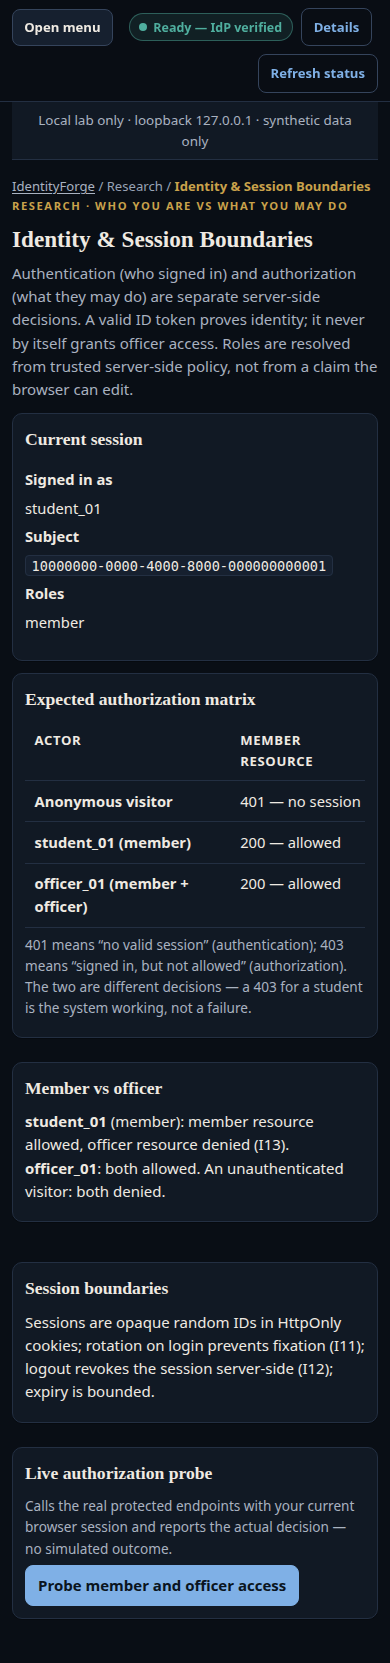 Open menu
Ready — IdP verified
Details
Refresh status
Local lab only · loopback 127.0.0.1 · synthetic data
only
IdentityForge / Research / Identity & Session Boundaries
RESEARCH · WHO YOU ARE VS WHAT YOU MAY DO
Identity & Session Boundaries
Authentication (who signed in) and authorization
(what they may do) are separate server-side
decisions. A valid ID token proves identity; it never
by itself grants officer access. Roles are resolved
from trusted server-side policy, not from a claim the
browser can edit.
Current session
Signed in as
student_01
Subject
10000000-0000-4000-8000-000000000001
Roles
member
Expected authorization matrix
ACTOR
MEMBER
RESOURCE
Anonymous visitor
401 — no session
student_01 (member)
200 — allowed
officer_01 (member +
officer)
200 — allowed
401 means “no valid session” (authentication); 403
means “signed in, but not allowed” (authorization).
The two are different decisions — a 403 for a student
is the system working, not a failure.
Member vs officer
student_01 (member): member resource
allowed, officer resource denied (I13).
officer_01: both allowed. An unauthenticated
visitor: both denied.
Session boundaries
Sessions are opaque random IDs in HttpOnly
cookies; rotation on login prevents fixation (I11);
logout revokes the session server-side (I12);
expiry is bounded.
Live authorization probe
Calls the real protected endpoints with your current
browser session and reports the actual decision —
no simulated outcome.
Probe member and officer access